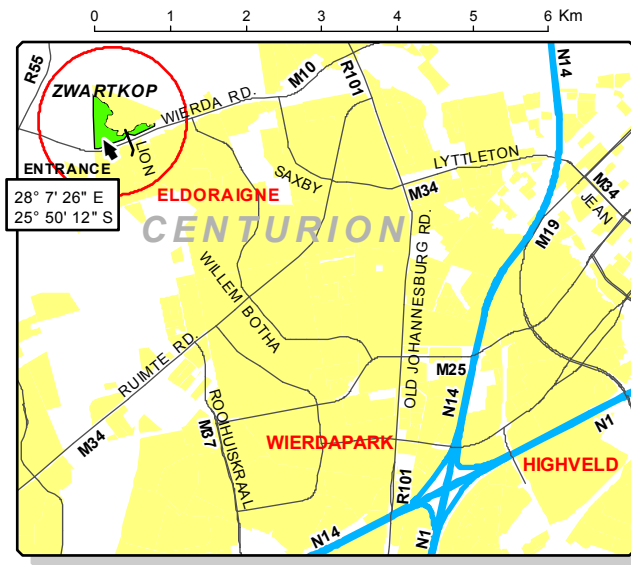 0 1 2 3 4 5 6 Km
R55
ZWARTKOP
WIERDA RD.
M10
R101
N14
LION
ENTRANCE
28° 7' 26" E
25° 50' 12" S
ELDORAIGNE
SAXBY
LYTTLETON
M34
M34
JEAN
CENTURION
M19
WILLEM BOTHA
OLD JOHANNESBURG RD.
RUIMTE RD.
M25
N14
M34
M37
ROOIHUISKRAAL
WIERDAPARK
HIGHVELD
N1
R101
N14
N1